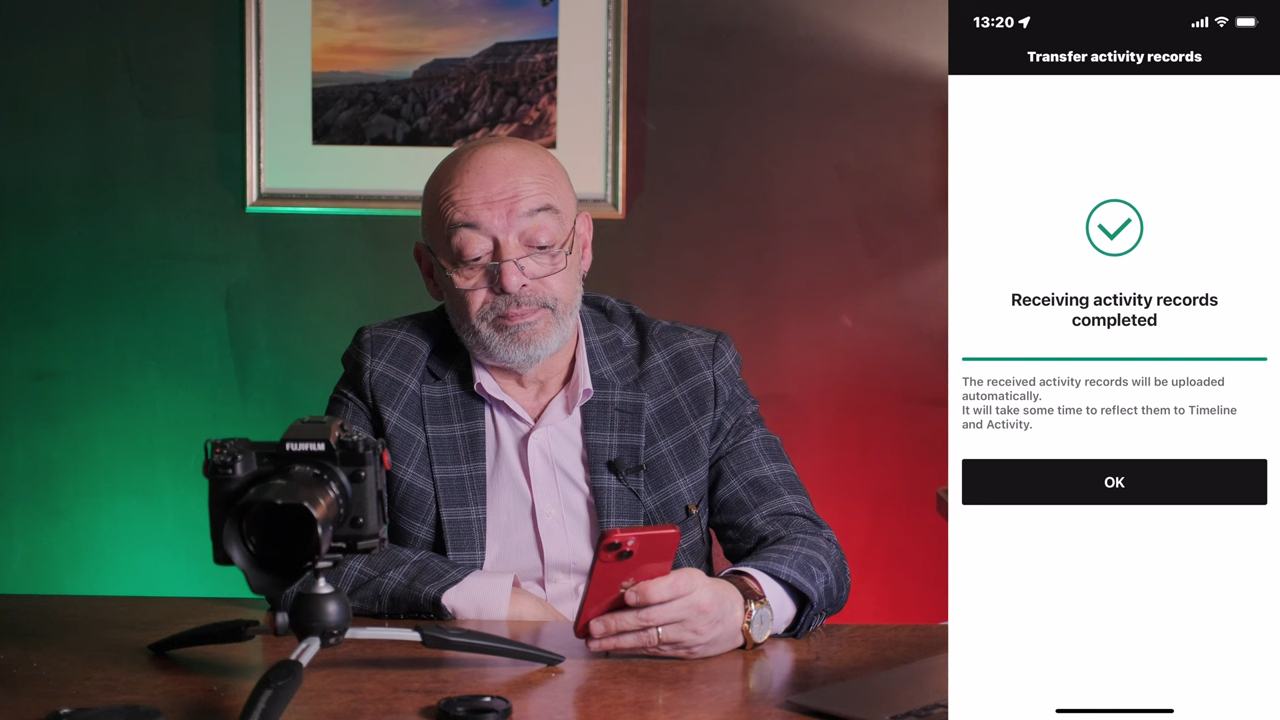 FUJIFILM
13:20
Transfer activity records
Receiving activity records
completed
The received activity records will be uploaded
automatically.
It will take some time to reflect them to Timeline
and Activity.
OK